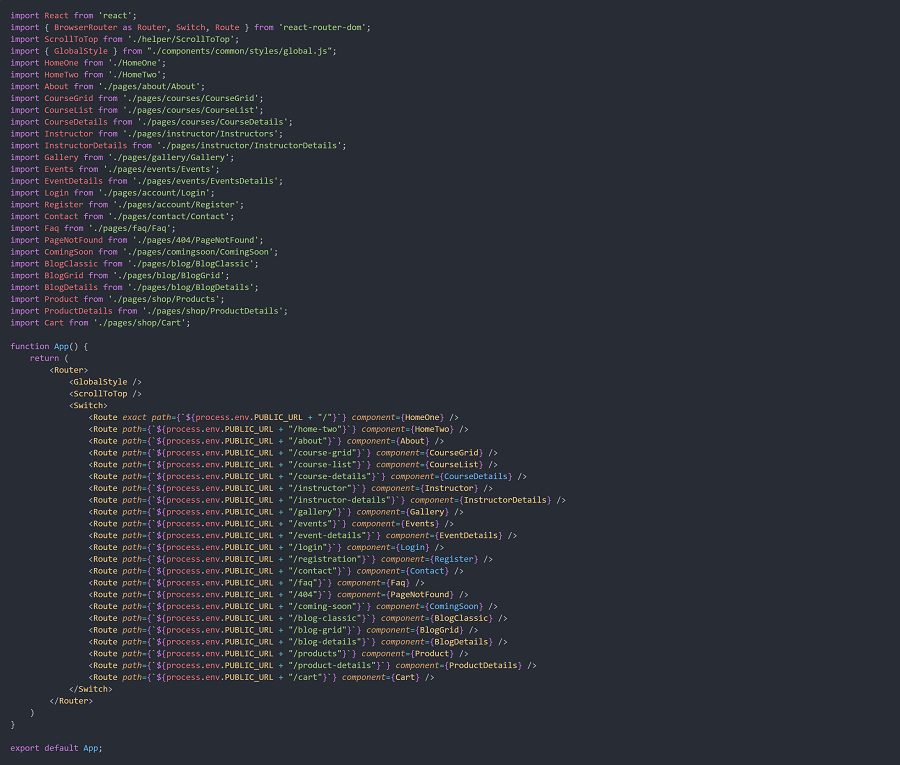 import React from 'react';
import { BrowserRouter as Router, Switch, Route } from 'react-router-dom';
import ScrollToTop from './helper/ScrollToTop';
import { GlobalStyle } from "./components/common/styles/global.js";
import HomeOne from './HomeOne';
import HomeTwo from './HomeTwo';
import About from './pages/about/About';
import CourseGrid from './pages/courses/CourseGrid';
import CourseList from './pages/courses/CourseList';
import CourseDetails from './pages/courses/CourseDetails';
import Instructor from './pages/instructor/Instructors';
import InstructorDetails from './pages/instructor/InstructorDetails';
import Gallery from './pages/gallery/Gallery';
import Events from './pages/events/Events';
import EventDetails from './pages/events/EventsDetails';
import Login from './pages/account/Login';
import Register from './pages/account/Register';
import Contact from './pages/contact/Contact';
import Faq from './pages/faq/Faq';
import PageNotFound from './pages/404/PageNotFound';
import ComingSoon from './pages/comingsoon/ComingSoon';
import BlogClassic from './pages/blog/BlogClassic';
import BlogGrid from './pages/blog/BlogGrid';
import BlogDetails from './pages/blog/BlogDetails';
import Product from './pages/shop/Products';
import ProductDetails from './pages/shop/ProductDetails';
import Cart from './pages/shop/Cart';

function App() {
    return (
        <Router>
            <GlobalStyle />
            <ScrollToTop />
            <Switch>
                <Route exact path={`${process.env.PUBLIC_URL + "/"}`} component={HomeOne} />
                <Route path={`${process.env.PUBLIC_URL + "/home-two"}`} component={HomeTwo} />
                <Route path={`${process.env.PUBLIC_URL + "/about"}`} component={About} />
                <Route path={`${process.env.PUBLIC_URL + "/course-grid"}`} component={CourseGrid} />
                <Route path={`${process.env.PUBLIC_URL + "/course-list"}`} component={CourseList} />
                <Route path={`${process.env.PUBLIC_URL + "/course-details"}`} component={CourseDetails} />
                <Route path={`${process.env.PUBLIC_URL + "/instructor"}`} component={Instructor} />
                <Route path={`${process.env.PUBLIC_URL + "/instructor-details"}`} component={InstructorDetails} />
                <Route path={`${process.env.PUBLIC_URL + "/gallery"}`} component={Gallery} />
                <Route path={`${process.env.PUBLIC_URL + "/events"}`} component={Events} />
                <Route path={`${process.env.PUBLIC_URL + "/event-details"}`} component={EventDetails} />
                <Route path={`${process.env.PUBLIC_URL + "/login"}`} component={Login} />
                <Route path={`${process.env.PUBLIC_URL + "/registration"}`} component={Register} />
                <Route path={`${process.env.PUBLIC_URL + "/contact"}`} component={Contact} />
                <Route path={`${process.env.PUBLIC_URL + "/faq"}`} component={Faq} />
                <Route path={`${process.env.PUBLIC_URL + "/404"}`} component={PageNotFound} />
                <Route path={`${process.env.PUBLIC_URL + "/coming-soon"}`} component={ComingSoon} />
                <Route path={`${process.env.PUBLIC_URL + "/blog-classic"}`} component={BlogClassic} />
                <Route path={`${process.env.PUBLIC_URL + "/blog-grid"}`} component={BlogGrid} />
                <Route path={`${process.env.PUBLIC_URL + "/blog-details"}`} component={BlogDetails} />
                <Route path={`${process.env.PUBLIC_URL + "/products"}`} component={Product} />
                <Route path={`${process.env.PUBLIC_URL + "/product-details"}`} component={ProductDetails} />
                <Route path={`${process.env.PUBLIC_URL + "/cart"}`} component={Cart} />
            </Switch>
        </Router>
    )
}

export default App;